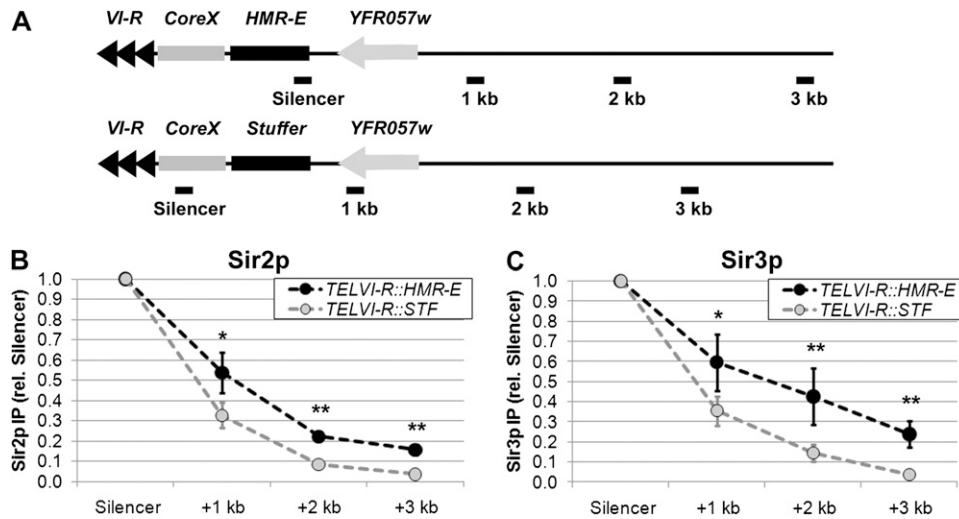 A
VI-R CoreX HMR-E YFR057w
Silencer 1 kb 2 kb 3 kb
VI-R CoreX Stuffer YFR057w
Silencer 1 kb 2 kb 3 kb
B Sir2p
Sir2p IP (rel. Silencer)
1.0
0.9
0.8
0.7
0.6
0.5
0.4
0.3
0.2
0.1
0.0
TELVI-R::HMR-E
TELVI-R::STF
*
**
**
Silencer +1 kb +2 kb +3 kb
C Sir3p
Sir3p IP (rel. Silencer)
1.0
0.9
0.8
0.7
0.6
0.5
0.4
0.3
0.2
0.1
0.0
TELVI-R::HMR-E
TELVI-R::STF
*
**
**
Silencer +1 kb +2 kb +3 kb